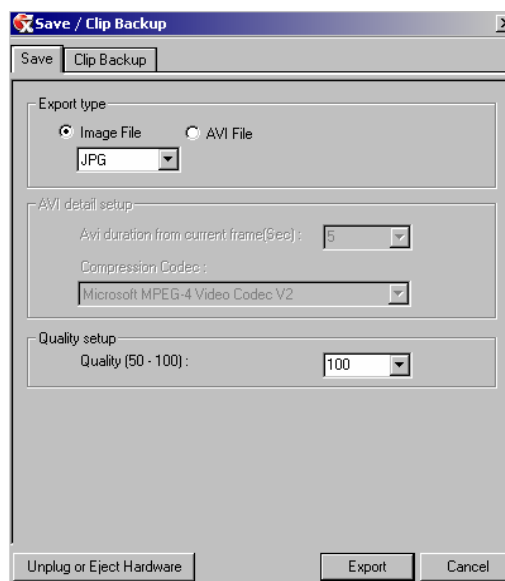 Save / Clip Backup
Save Clip Backup
Export type
Image File AVI File
JPG
AVI detail setup
Avi duration from current frame(Sec) : 5
Compression Codec :
Microsoft MPEG-4 Video Codec V2
Quality setup
Quality (50 - 100) : 100
Unplug or Eject Hardware Export Cancel